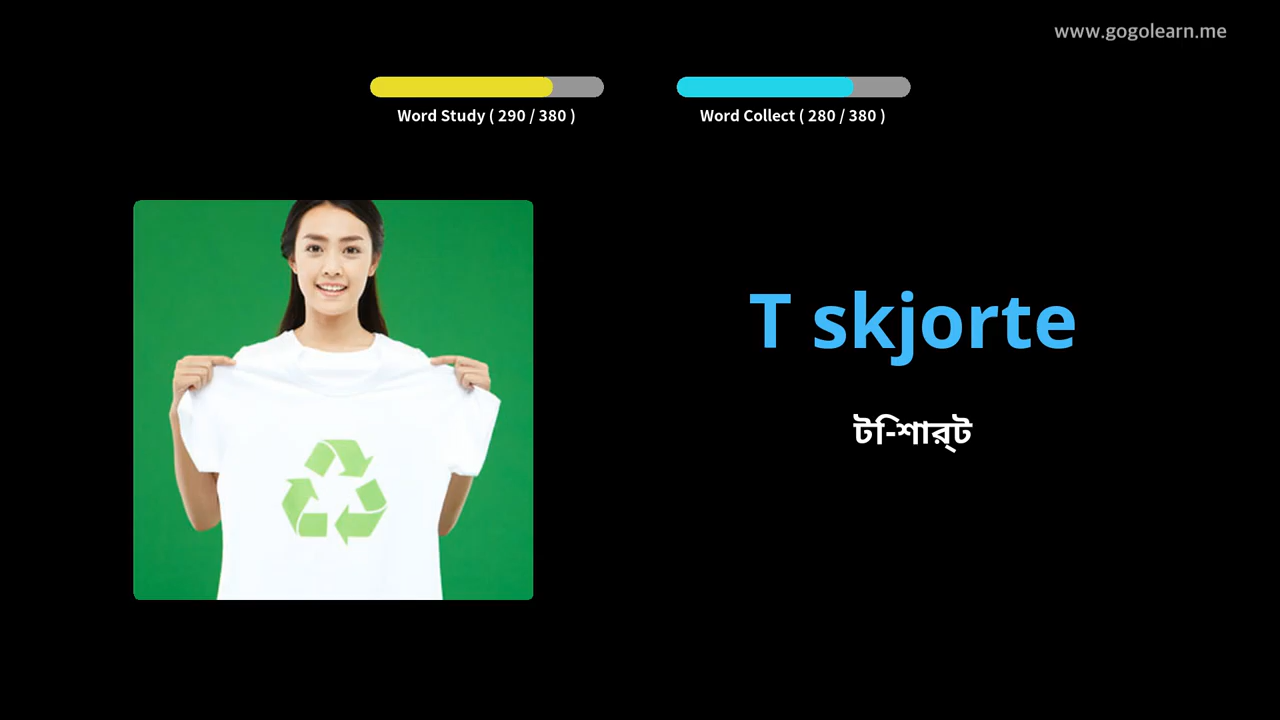 www.gogolearn.me
Word Study ( 290 / 380 )
Word Collect ( 280 / 380 )
T skjorte
টি-শার্ট